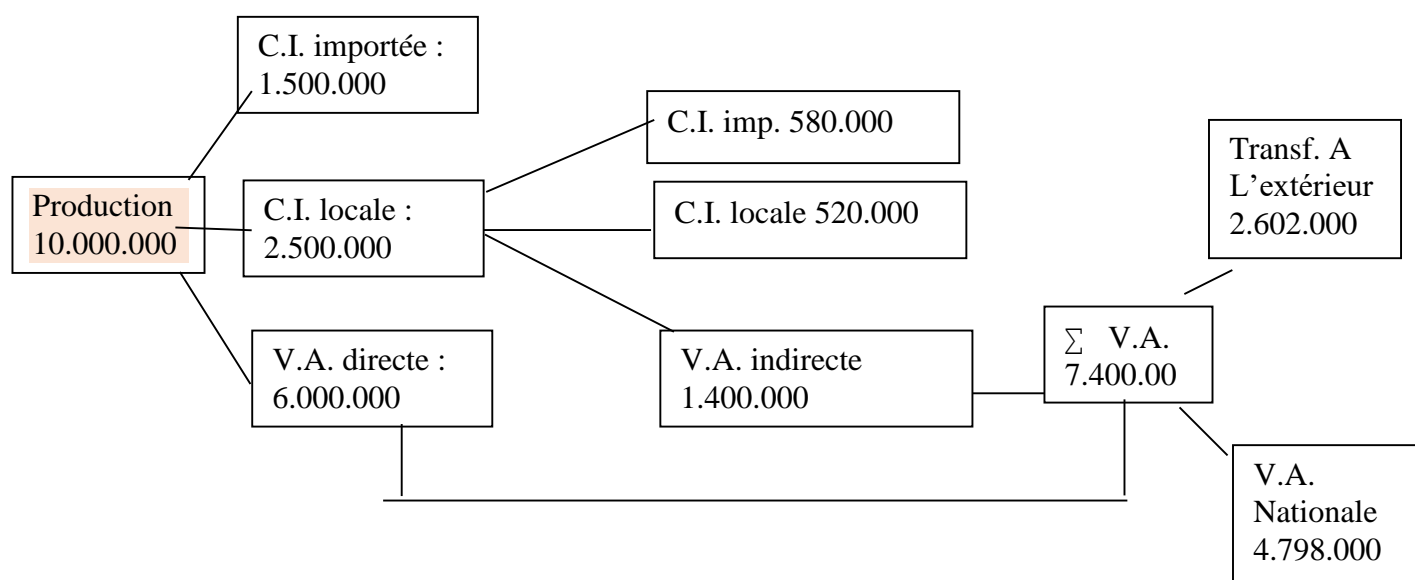 C.I. importée :
1.500.000
C.I. imp. 580.000
Transf. A
L'extérieur
2.602.000
Production
10.000.000
C.I. locale :
2.500.000
C.I. locale 520.000
V.A. directe :
6.000.000
V.A. indirecte
1.400.000
∑ V.A.
7.400.00
V.A.
Nationale
4.798.000